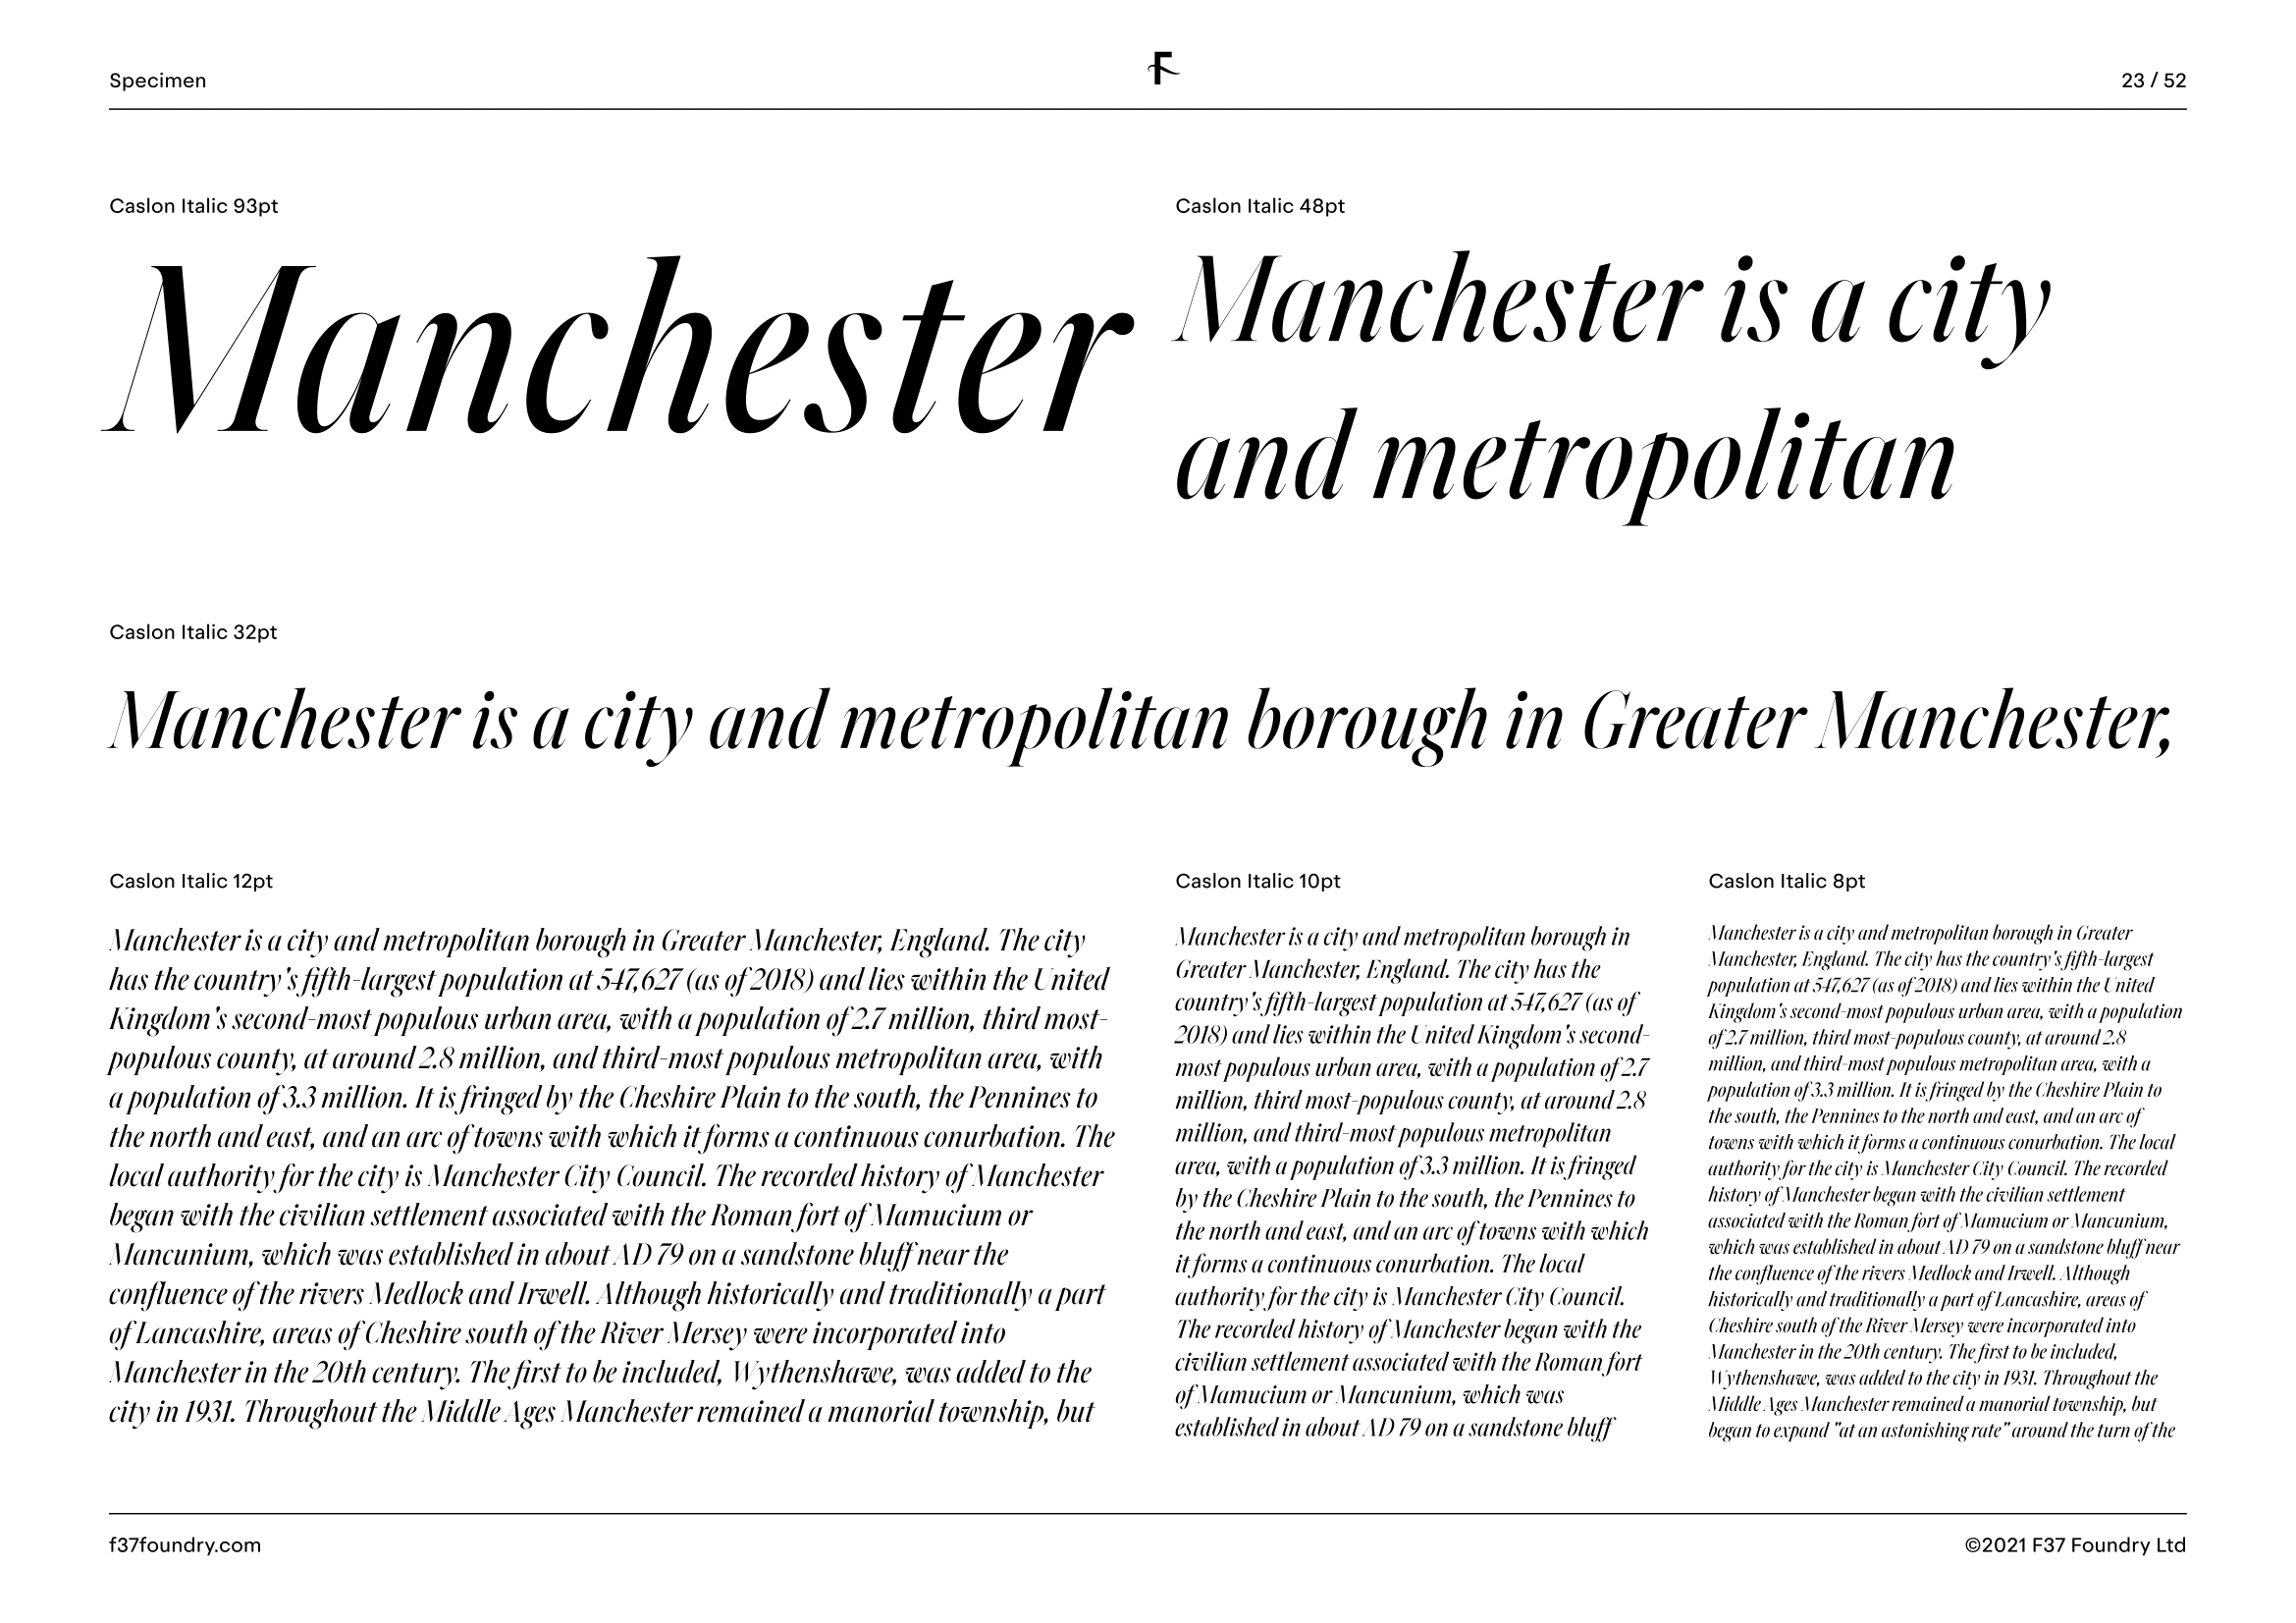 Specimen
F
23 / 52
Caslon Italic 93pt
Manchester
Caslon Italic 48pt
Manchester is a city
and metropolitan
Caslon Italic 32pt
Manchester is a city and metropolitan borough in Greater Manchester,
Caslon Italic 12pt
Manchester is a city and metropolitan borough in Greater Manchester, England. The city
has the country's fifth-largest population at 547,627 (as of 2018) and lies within the United
Kingdom's second-most populous urban area, with a population of 2.7 million, third most-
populous county, at around 2.8 million, and third-most populous metropolitan area, with
a population of 3.3 million. It is fringed by the Cheshire Plain to the south, the Pennines to
the north and east, and an arc of towns with which it forms a continuous conurbation. The
local authority for the city is Manchester City Council. The recorded history of Manchester
began with the civilian settlement associated with the Roman fort of Mamucium or
Mancunium, which was established in about AD 79 on a sandstone bluff near the
confluence of the rivers Medlock and Irwell. Although historically and traditionally a part
of Lancashire, areas of Cheshire south of the River Mersey were incorporated into
Manchester in the 20th century. The first to be included, Wythenshawe, was added to the
city in 1931. Throughout the Middle Ages Manchester remained a manorial township, but
Caslon Italic 10pt
Manchester is a city and metropolitan borough in
Greater Manchester, England. The city has the
country's fifth-largest population at 547,627 (as of
2018) and lies within the United Kingdom's second-
most populous urban area, with a population of 2.7
million, third most-populous county, at around 2.8
million, and third-most populous metropolitan
area, with a population of 3.3 million. It is fringed
by the Cheshire Plain to the south, the Pennines to
the north and east, and an arc of towns with which
it forms a continuous conurbation. The local
authority for the city is Manchester City Council.
The recorded history of Manchester began with the
civilian settlement associated with the Roman fort
of Mamucium or Mancunium, which was
established in about AD 79 on a sandstone bluff
Caslon Italic 8pt
Manchester is a city and metropolitan borough in Greater
Manchester, England. The city has the country's fifth-largest
population at 547,627 (as of 2018) and lies within the United
Kingdom's second-most populous urban area, with a population
of 2.7 million, third most-populous county, at around 2.8
million, and third-most populous metropolitan area, with a
population of 3.3 million. It is fringed by the Cheshire Plain to
the south, the Pennines to the north and east, and an arc of
towns with which it forms a continuous conurbation. The local
authority for the city is Manchester City Council. The recorded
history of Manchester began with the civilian settlement
associated with the Roman fort of Mamucium or Mancunium,
which was established in about AD 79 on a sandstone bluff near
the confluence of the rivers Medlock and Irwell. Although
historically and traditionally a part of Lancashire, areas of
Cheshire south of the River Mersey were incorporated into
Manchester in the 20th century. The first to be included,
Wythenshawe, was added to the city in 1931. Throughout the
Middle Ages Manchester remained a manorial township, but
began to expand "at an astonishing rate" around the turn of the
f37foundry.com
©2021 F37 Foundry Ltd